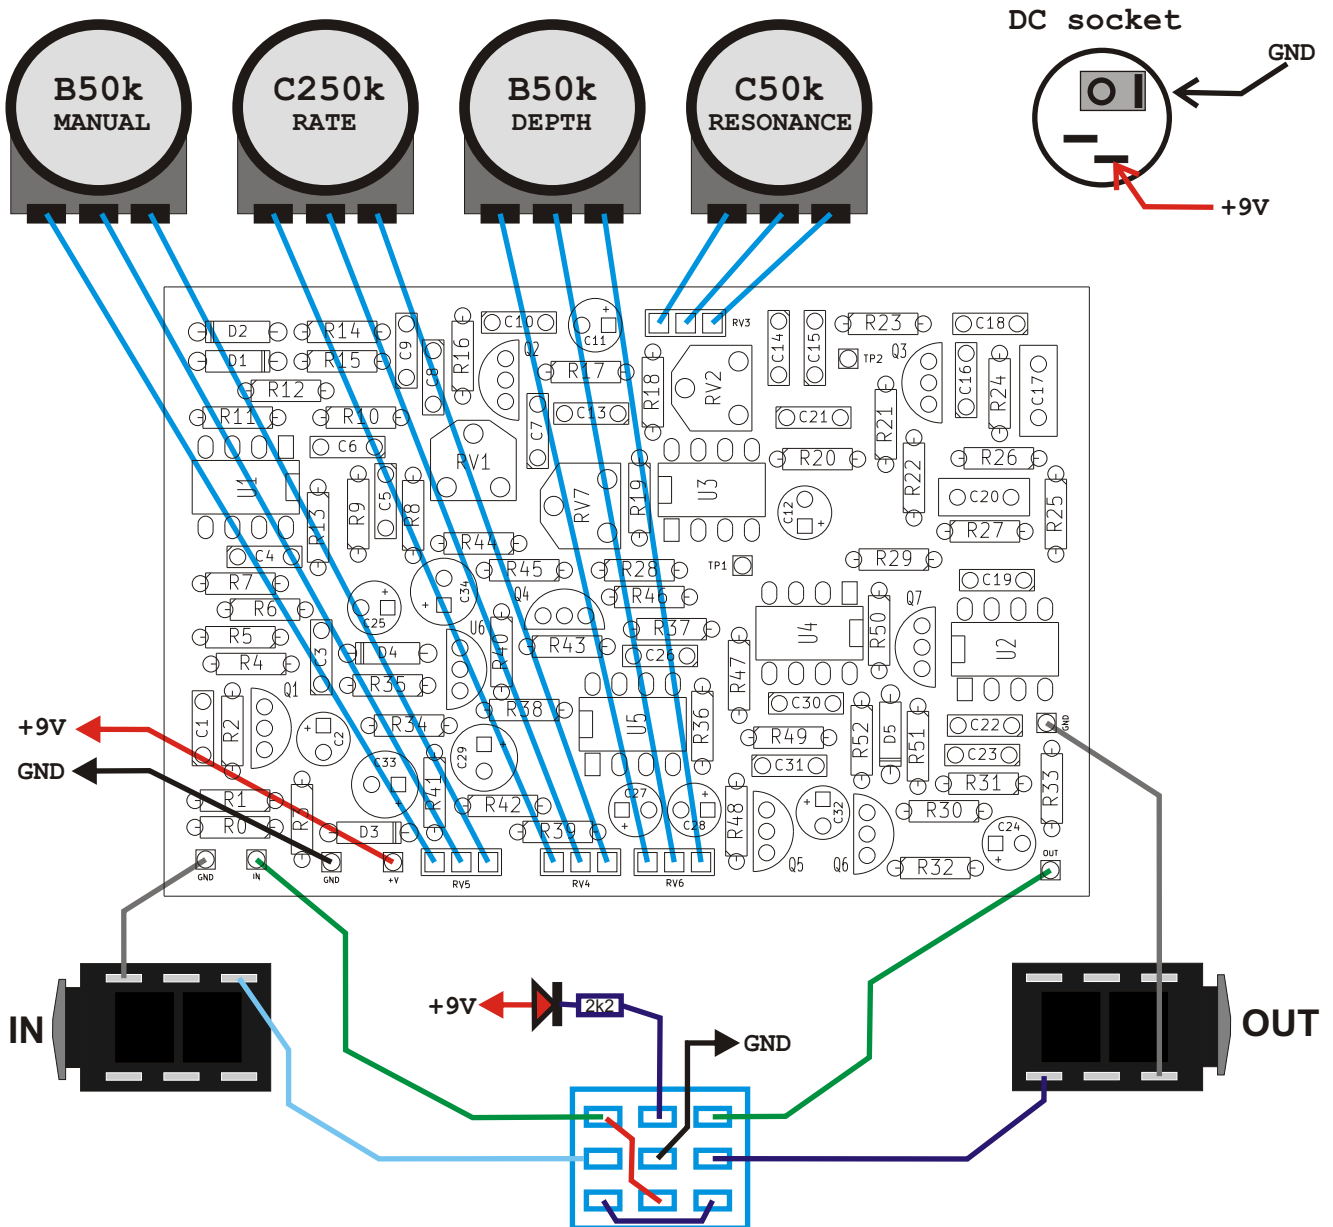 DC socket
GND
+9V
B50k
MANUAL
C250k
RATE
B50k
DEPTH
C50k
RESONANCE
D2
R14
C9
R16
C10
Q2
C11
RV3
C14
C15
R23
C18
D1
R15
C8
R17
R18
RV2
TP2
Q3
C16
R24
C17
R12
R11
R10
C7
C13
C21
R21
C6
RV1
R20
R22
R26
U1
R13
R9
C5
R8
RV7
R19
U3
C12
C20
R25
C4
R44
R27
R7
R45
R28
TP1
R29
C19
R6
C25
C34
Q4
R46
Q7
R5
C3
U6
R40
R43
R37
U4
R50
U2
R4
D4
C26
R47
R35
Q1
C1
R2
C2
R34
R38
U5
R36
C30
R52
D5
R51
C22
GND
C33
C29
R49
C23
C31
R1
R3
R41
R42
C27
C28
R48
C32
R31
R33
R0
D3
R39
R30
C24
Q5
Q6
R32
OUT
+9V
GND
GND
IN
GND
+V
RV5
RV4
RV6
IN
+9V
2k2
GND
OUT